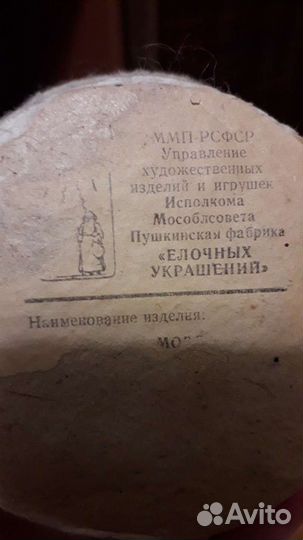 ММП-РСФСР
Управление
художественных
изделий и игрушек
Исполкома
Мособлсовета
Пушкинская фабрика
«ЕЛОЧНЫХ
УКРАШЕНИЙ»
Наименование изделия:
Avito